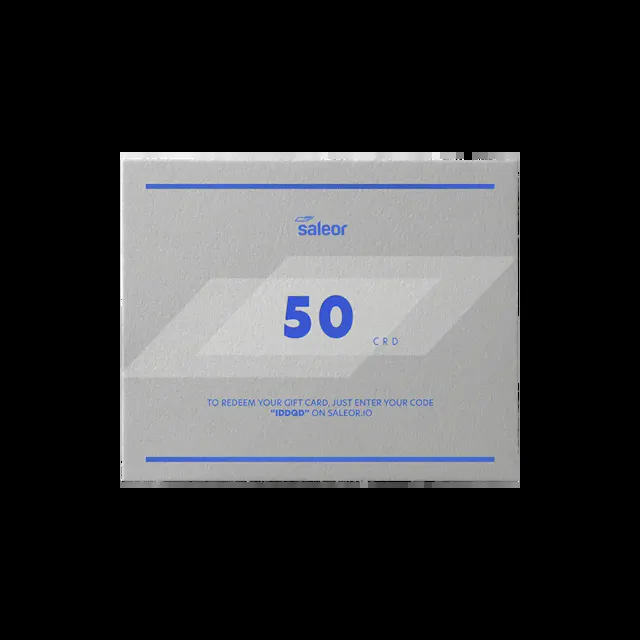 saleor
50
CRD
TO REDEEM YOUR GIFT CARD, JUST ENTER YOUR CODE
"IDDQD" ON SALEOR.IO